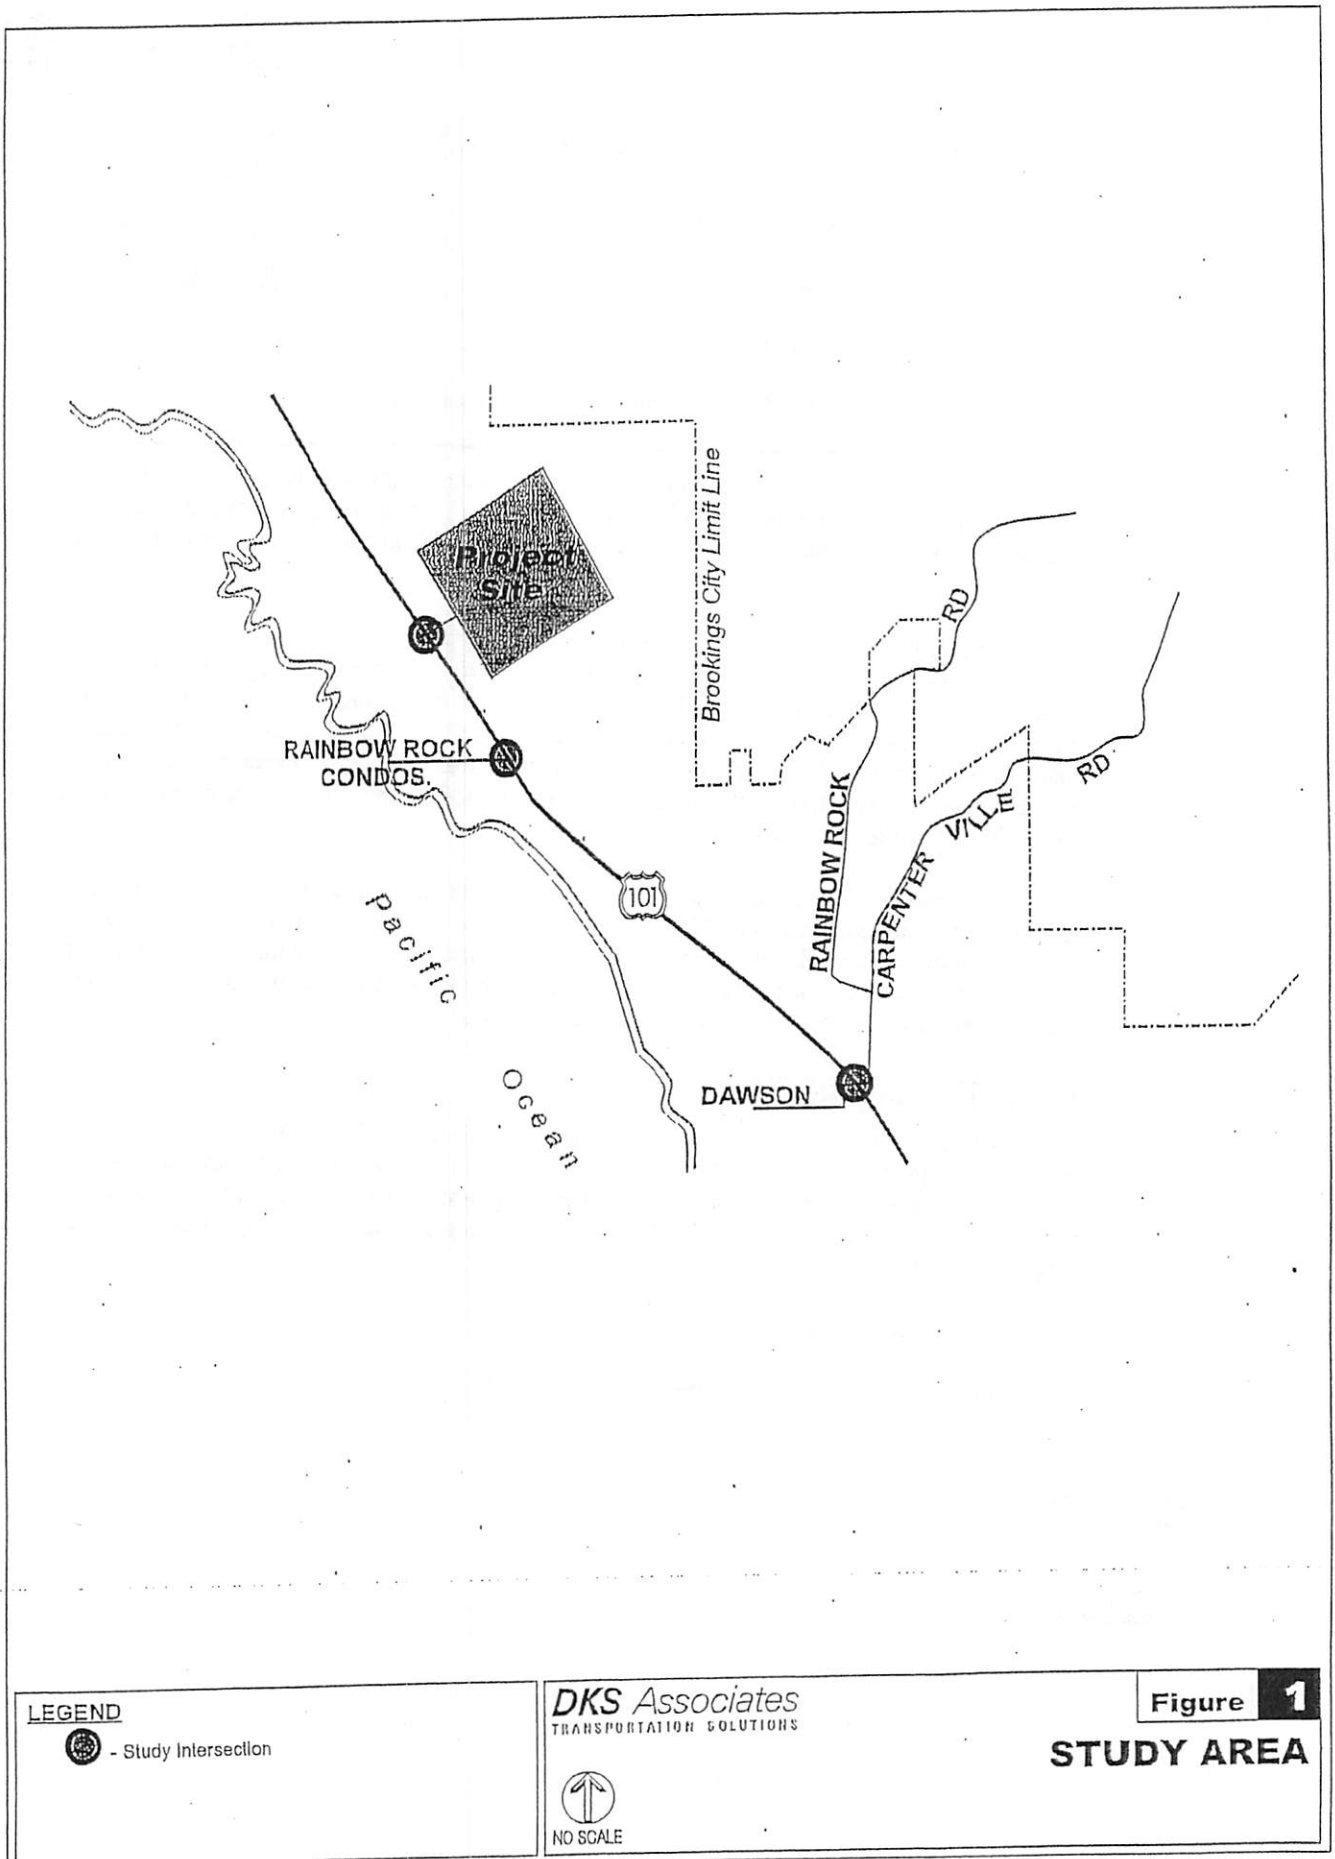 Brookings City Limit Line
Project
Site
RD
RAINBOW ROCK
CONDOS.
RD
VILLE
RAINBOW ROCK
CARPENTER
101
Pacific
Ocean
DAWSON
LEGEND
- Study Intersection
DKS Associates
TRANSPORTATION SOLUTIONS
NO SCALE
Figure 1
STUDY AREA